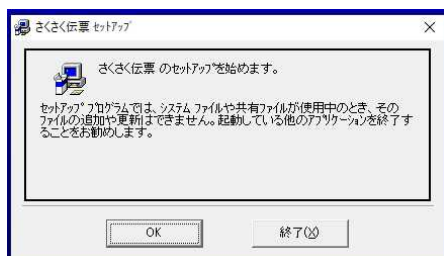 さくさく伝票 ｾｯﾄｱｯﾌﾟ
さくさく伝票 のｾｯﾄｱｯﾌﾟを始めます。
ｾｯﾄｱｯﾌﾟ ﾌﾟﾛｸﾞﾗﾑでは、ｼｽﾃﾑ ﾌｧｲﾙや共有ﾌｧｲﾙが使用中のとき、その
ﾌｧｲﾙの追加や更新はできません。起動している他のｱﾌﾟﾘｹｰｼｮﾝを終了す
ることをお勧めします。
OK
終了(X)